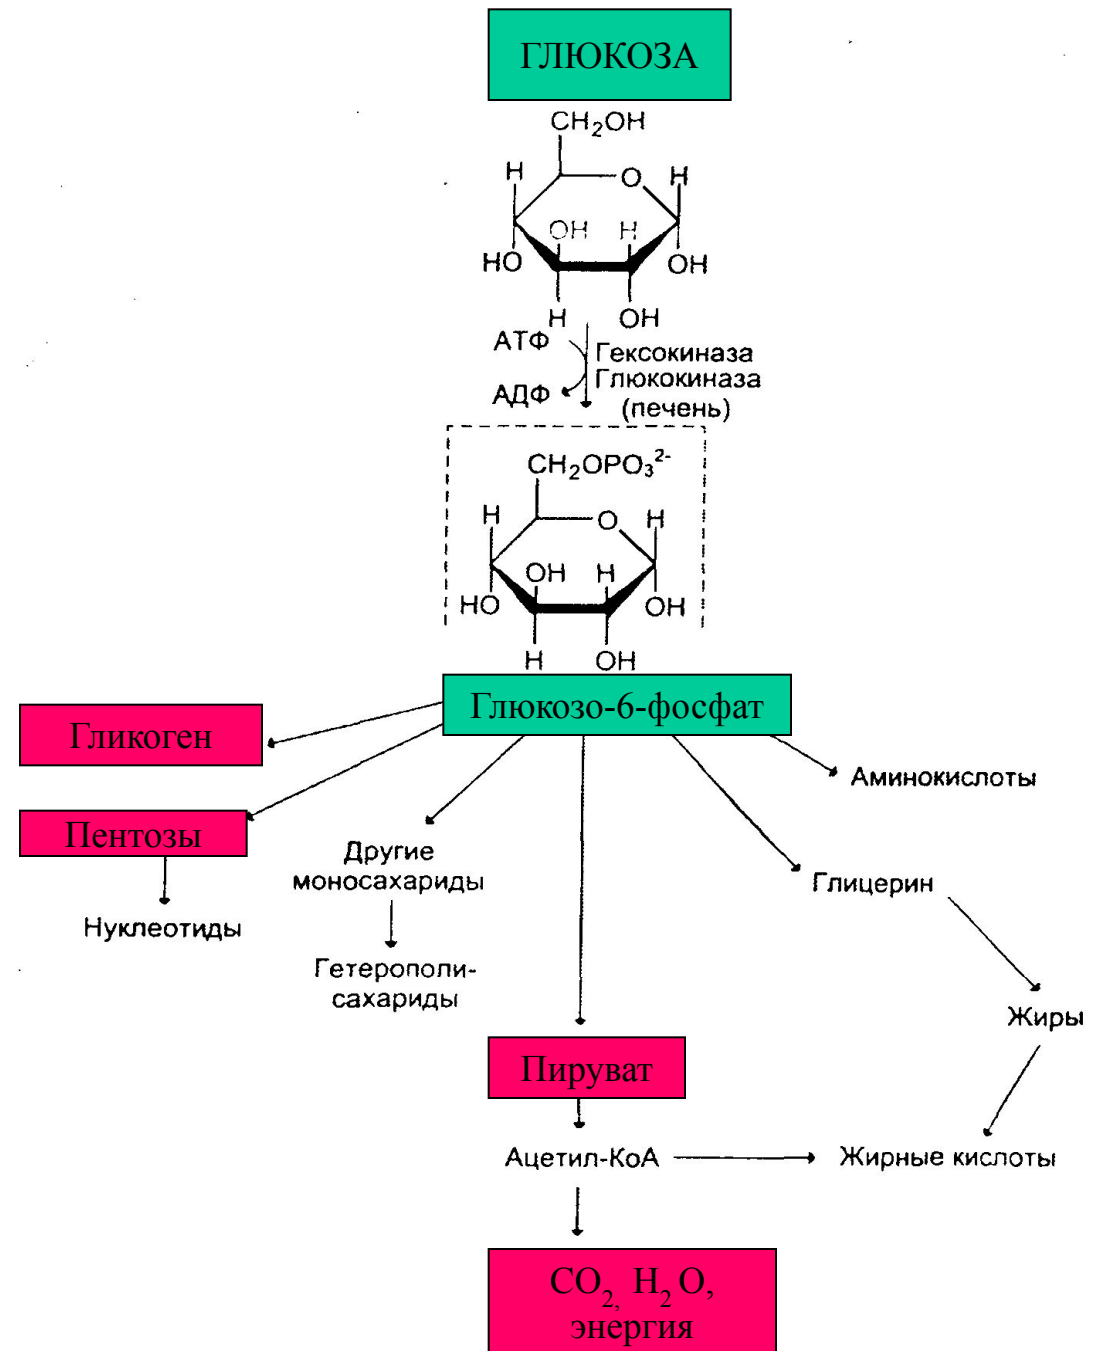 ГЛЮКОЗА
CH2OH
H
O
H
OH
H
HO
OH
H
OH
АТФ
Гексокиназа
Глюкокиназа
АДФ
(печень)
CH2OPO3 2-
H
O
H
OH
H
HO
OH
H
OH
Глюкозо-6-фосфат
Гликоген
Аминокислоты
Пентозы
Другие
моносахариды
Глицерин
Нуклеотиды
Гетерополи-
сахариды
Жиры
Пируват
Ацетил-КоА
Жирные кислоты
CO2, H2O,
энергия